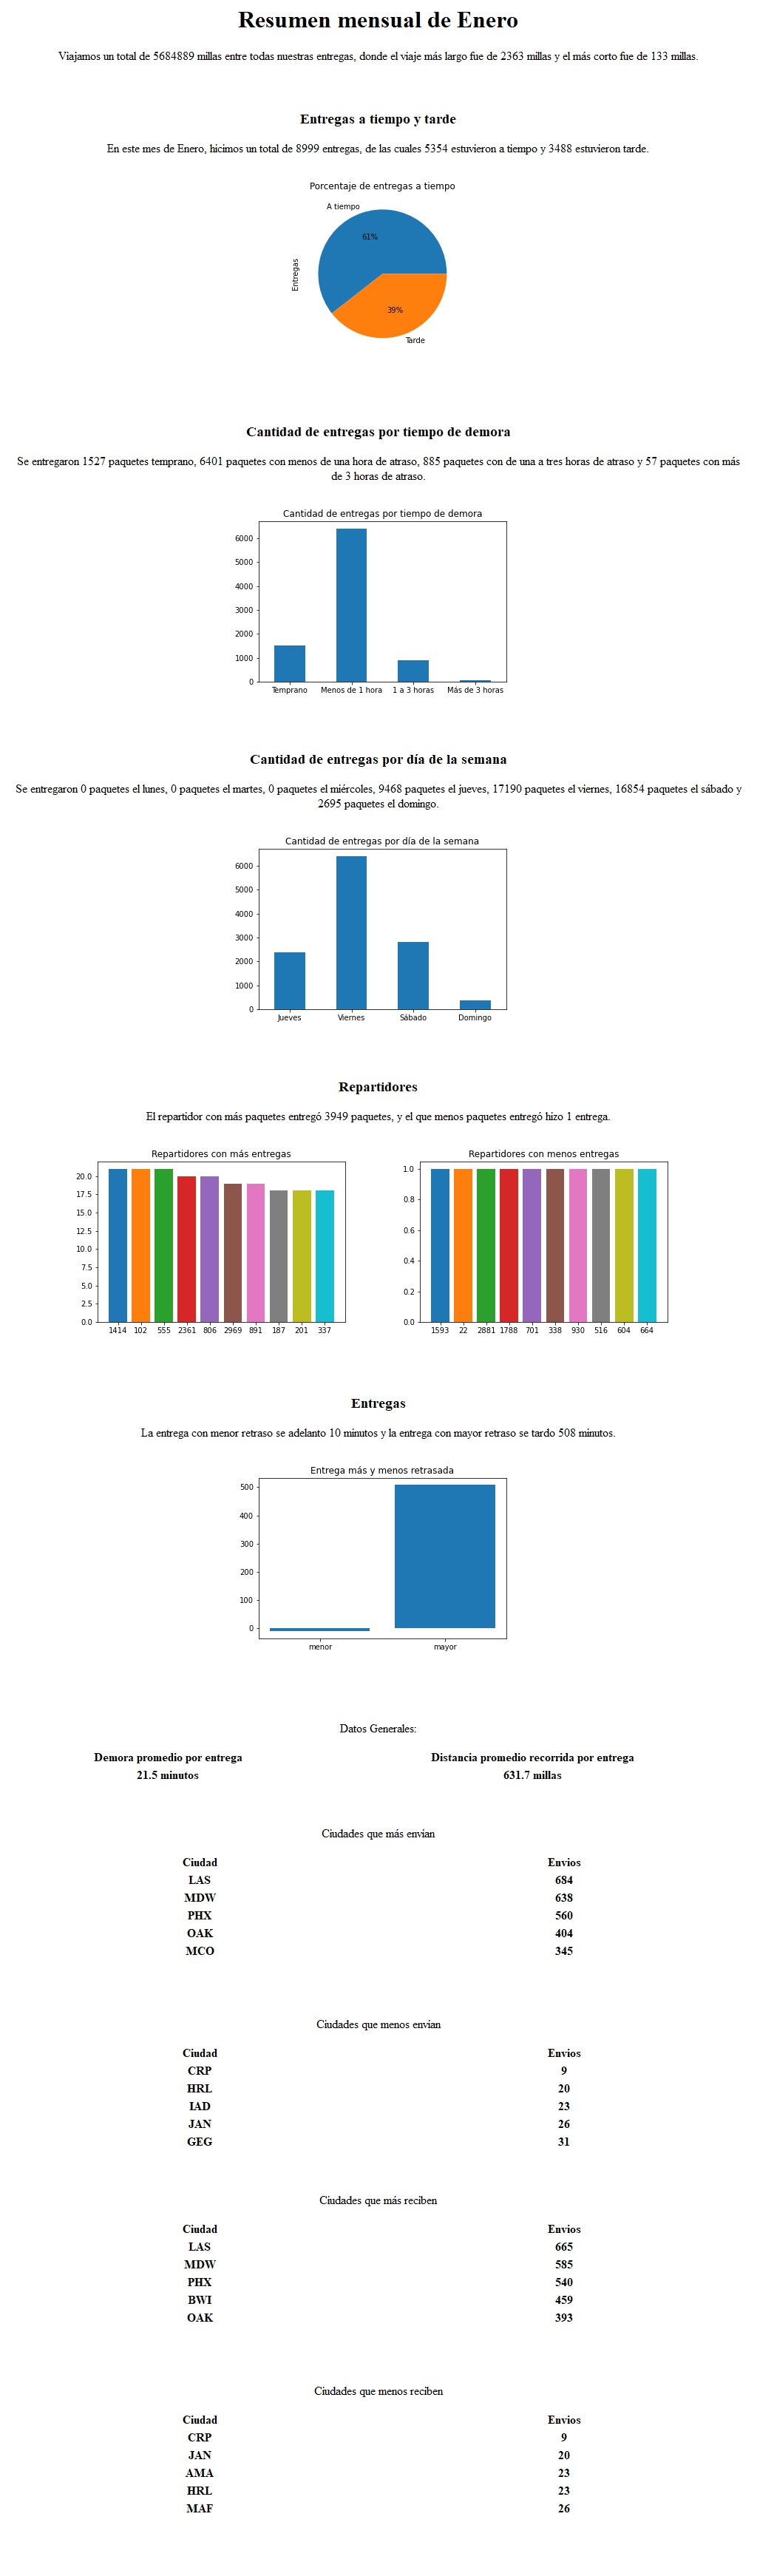 Resumen mensual de Enero
Viajamos un total de 5684889 millas entre todas nuestras entregas, donde el viaje más largo fue de 2363 millas y el más corto fue de 133 millas.
Entregas a tiempo y tarde
En este mes de Enero, hicimos un total de 8999 entregas, de las cuales 5354 estuvieron a tiempo y 3488 estuvieron tarde.
Porcentaje de entregas a tiempo
A tiempo
61%
Entregas
39%
Tarde
Cantidad de entregas por tiempo de demora
Se entregaron 1527 paquetes temprano, 6401 paquetes con menos de una hora de atraso, 885 paquetes con de una a tres horas de atraso y 57 paquetes con más
de 3 horas de atraso.
Cantidad de entregas por tiempo de demora
6000
5000
4000
3000
2000
1000
0
Temprano Menos de 1 hora 1 a 3 horas Más de 3 horas
Cantidad de entregas por día de la semana
Se entregaron 0 paquetes el lunes, 0 paquetes el martes, 0 paquetes el miércoles, 9468 paquetes el jueves, 17190 paquetes el viernes, 16854 paquetes el sábado y
2695 paquetes el domingo.
Cantidad de entregas por día de la semana
6000
5000
4000
3000
2000
1000
0
Jueves Viernes Sábado Domingo
Repartidores
El repartidor con más paquetes entregó 3949 paquetes, y el que menos paquetes entregó hizo 1 entrega.
Repartidores con más entregas
20.0
17.5
15.0
12.5
10.0
7.5
5.0
2.5
0.0
1414 102 555 2361 806 2969 891 187 201 337
Repartidores con menos entregas
1.0
0.8
0.6
0.4
0.2
0.0
1593 22 2881 1788 701 338 930 516 604 664
Entregas
La entrega con menor retraso se adelanto 10 minutos y la entrega con mayor retraso se tardo 508 minutos.
Entrega más y menos retrasada
500
400
300
200
100
0
menor mayor
Datos Generales:
Demora promedio por entrega Distancia promedio recorrida por entrega
21.5 minutos 631.7 millas
Ciudades que más envian
Ciudad Envios
LAS 684
MDW 638
PHX 560
OAK 404
MCO 345
Ciudades que menos envian
Ciudad Envios
CRP 9
HRL 20
IAD 23
JAN 26
GEG 31
Ciudades que más reciben
Ciudad Envios
LAS 665
MDW 585
PHX 540
BWI 459
OAK 393
Ciudades que menos reciben
Ciudad Envios
CRP 9
JAN 20
AMA 23
HRL 23
MAF 26